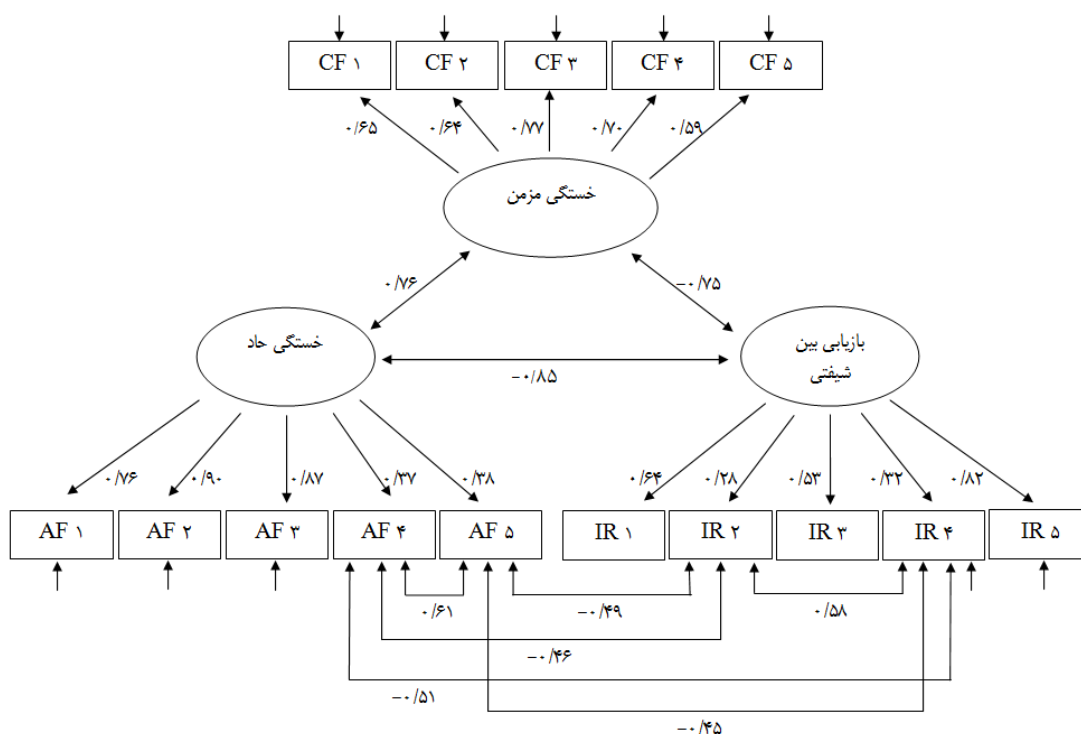 CF ۱
CF ۲
CF ۳
CF ۴
CF ۵
۰/۶۵
۰/۶۴
۰/۷۷
۰/۷۰
۰/۵۹
خستگی مزمن
۰/۷۶
−۰/۷۵
خستگی حاد
بازیابی بین
شیفتی
−۰/۸۵
۰/۷۶
۰/۹۰
۰/۸۷
۰/۳۷
۰/۳۸
۰/۶۴
۰/۲۸
۰/۵۳
۰/۳۲
۰/۸۲
AF ۱
AF ۲
AF ۳
AF ۴
AF ۵
IR ۱
IR ۲
IR ۳
IR ۴
IR ۵
۰/۶۱
−۰/۴۹
۰/۵۸
−۰/۴۶
−۰/۵۱
−۰/۴۵